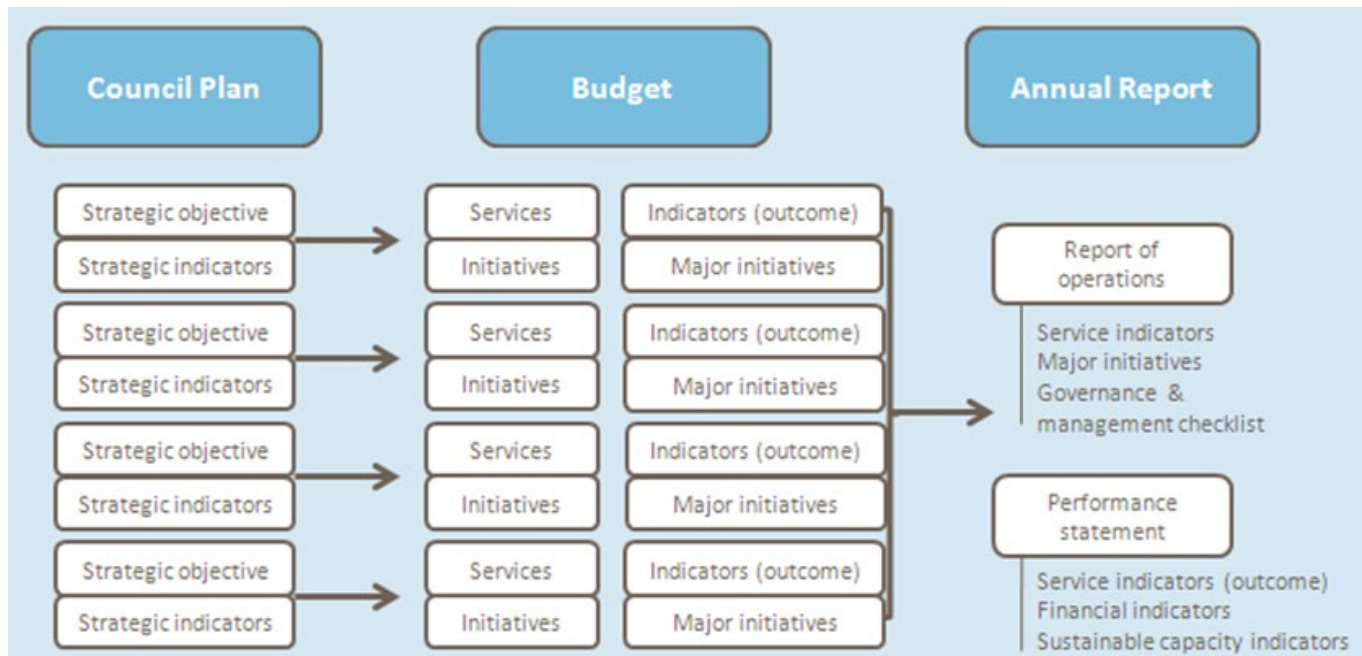 Council Plan
Budget
Annual Report
Strategic objective
Strategic indicators
Strategic objective
Strategic indicators
Strategic objective
Strategic indicators
Strategic objective
Strategic indicators
Services
Indicators (outcome)
Initiatives
Major initiatives
Services
Indicators (outcome)
Initiatives
Major initiatives
Services
Indicators (outcome)
Initiatives
Major initiatives
Services
Indicators (outcome)
Initiatives
Major initiatives
Report of
operations
Service indicators
Major initiatives
Governance &
management checklist
Performance
statement
Service indicators (outcome)
Financial indicators
Sustainable capacity indicators